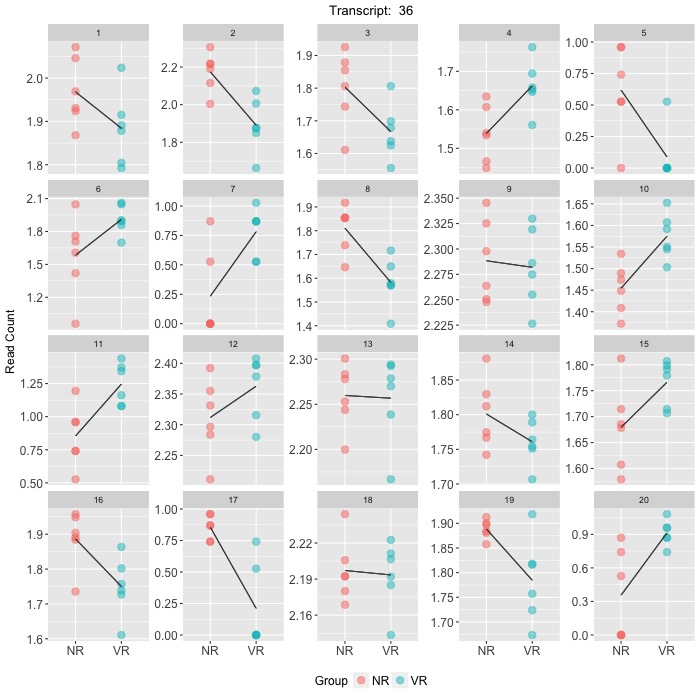 Transcript: 36
1 2 3 4 5
2.0 1.9 1.8
2.2 2.0 1.8
1.9 1.8 1.7 1.6
1.7 1.6 1.5
1.00 0.75 0.50 0.25 0.00
6 7 8 9 10
2.1 1.8 1.5 1.2
1.00 0.75 0.50 0.25 0.00
1.9 1.8 1.7 1.6 1.5 1.4
2.350 2.325 2.300 2.275 2.250 2.225
1.65 1.60 1.55 1.50 1.45 1.40
Read Count
11 12 13 14 15
1.25 1.00 0.75 0.50
2.40 2.35 2.30 2.25
2.30 2.25 2.20
1.85 1.80 1.75 1.70
1.80 1.75 1.70 1.65 1.60
16 17 18 19 20
1.9 1.8 1.7 1.6
1.00 0.75 0.50 0.25 0.00
2.22 2.19 2.16
1.90 1.85 1.80 1.75 1.70
0.9 0.6 0.3 0.0
NR VR NR VR NR VR NR VR NR VR
Group NR VR